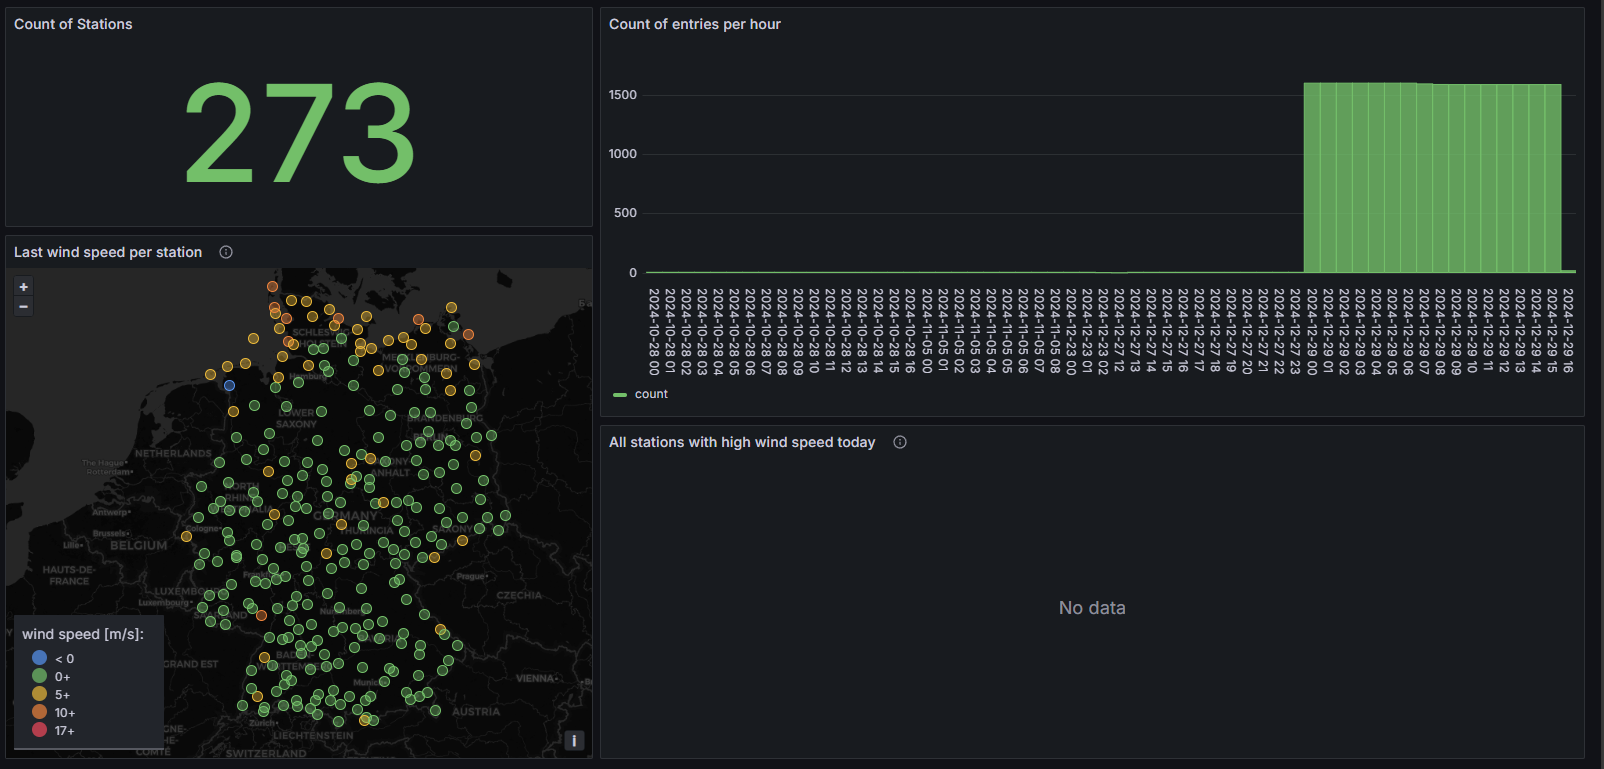 Count of Stations
273
Last wind speed per station
+
−
SCHLES
HOLSTEIN
MECKLENBURG-
VORPOMMERN
Hamburg
LOWER
SAXONY
BRANDENBURG
BERLIN
NETHERLANDS
The Hague
Rotterdam
ANHALT
NORTH
RHINE
Antwerp
GERMANY
Brussels
Cologne
THURINGIA
SAXONY
Lille
BELGIUM
HAUTS-DE-
FRANCE
Prague
LUXEMBOURG
Luxembourg
CZECHIA
SAARLAND
Nuremberg
BAVARIA
GRAND EST
BADEN-
WÜRTTEMBERG
VIENNA
Munich
AUSTRIA
Zürich
LIECHTENSTEIN
SWITZERLAND
GNE-
HE-
COMTÉ
wind speed [m/s]:
< 0
0+
5+
10+
17+
i
Count of entries per hour
1500
1000
500
0
2024-10-28 00
2024-10-28 01
2024-10-28 02
2024-10-28 03
2024-10-28 04
2024-10-28 05
2024-10-28 06
2024-10-28 07
2024-10-28 08
2024-10-28 09
2024-10-28 10
2024-10-28 11
2024-10-28 12
2024-10-28 13
2024-10-28 14
2024-10-28 15
2024-10-28 16
2024-11-05 00
2024-11-05 01
2024-11-05 02
2024-11-05 03
2024-11-05 04
2024-11-05 05
2024-11-05 06
2024-11-05 07
2024-11-05 08
2024-12-23 00
2024-12-23 01
2024-12-23 02
2024-12-27 12
2024-12-27 13
2024-12-27 14
2024-12-27 15
2024-12-27 16
2024-12-27 17
2024-12-27 18
2024-12-27 19
2024-12-27 20
2024-12-27 21
2024-12-27 22
2024-12-27 23
2024-12-29 00
2024-12-29 01
2024-12-29 02
2024-12-29 03
2024-12-29 04
2024-12-29 05
2024-12-29 06
2024-12-29 07
2024-12-29 08
2024-12-29 09
2024-12-29 10
2024-12-29 11
2024-12-29 12
2024-12-29 13
2024-12-29 14
2024-12-29 15
2024-12-29 16
count
All stations with high wind speed today
No data